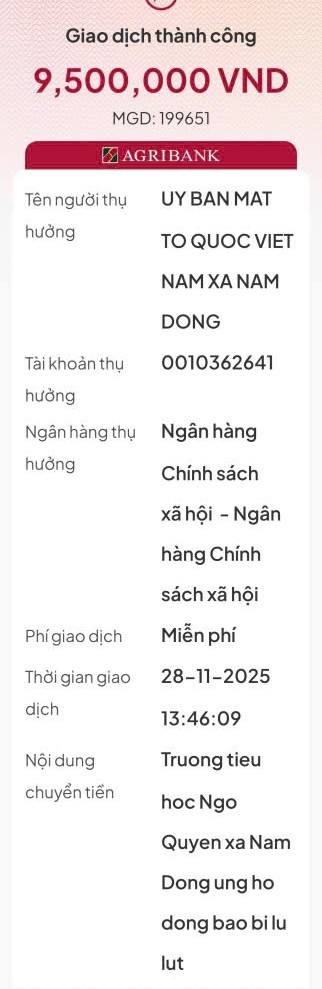 Giao dịch thành công
9,500,000 VND
MGD: 199651
AGRIBANK
Tên người thụ hưởng
UY BAN MAT
TO QUOC VIET
NAM XA NAM
DONG
Tài khoản thụ hưởng
0010362641
Ngân hàng thụ hưởng
Ngân hàng
Chính sách
xã hội - Ngân
hàng Chính
sách xã hội
Phí giao dịch
Miễn phí
Thời gian giao dịch
28-11-2025
13:46:09
Nội dung chuyển tiền
Truong tieu
hoc Ngo
Quyen xa Nam
Dong ung ho
dong bao bi lu
lut